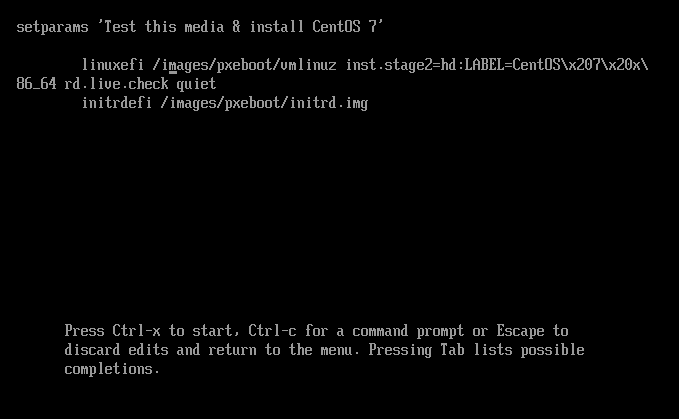 setparams 'Test this media & install CentOS 7'
linuxefi /images/pxeboot/vmlinuz inst.stage2=hd:LABEL=CentOS\x207\x20x\
86_64 rd.live.check quiet
initrdefi /images/pxeboot/initrd.img
Press Ctrl-x to start, Ctrl-c for a command prompt or Escape to
discard edits and return to the menu. Pressing Tab lists possible
completions.